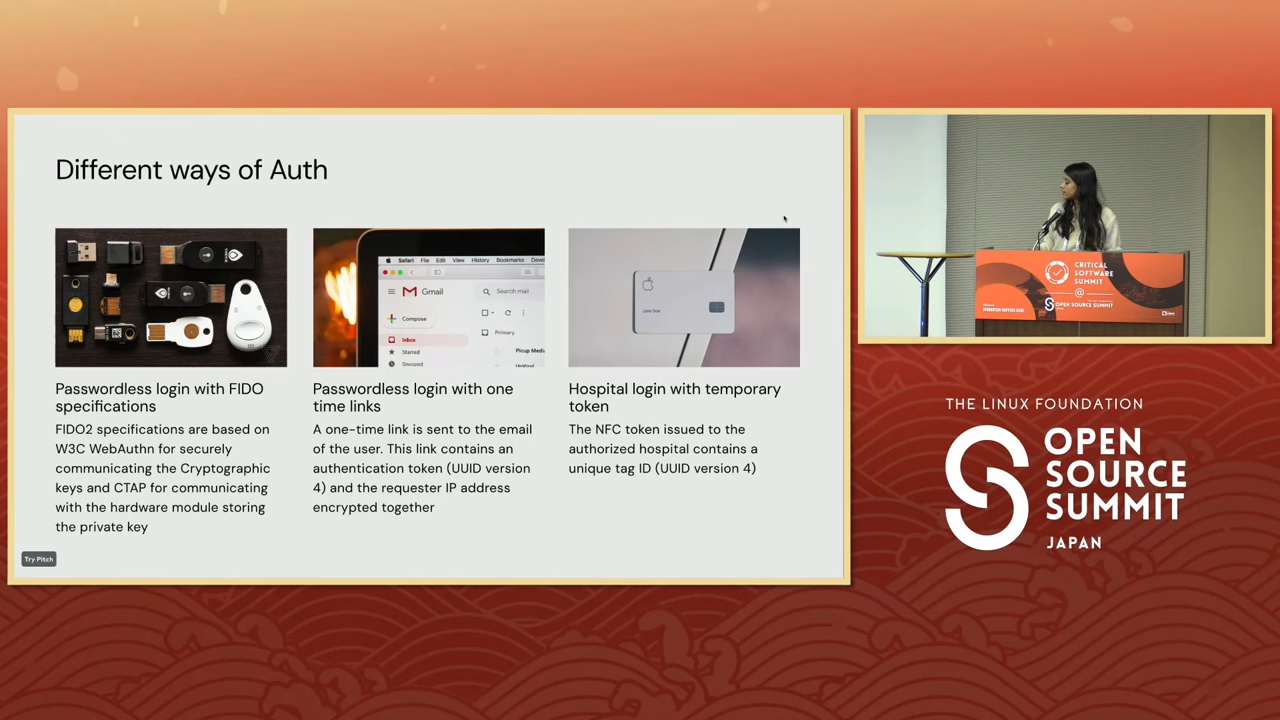 Different ways of Auth
Safari File Edit View History Bookmarks
Gmail
Search mail
Compose
Inbox
Starred
Snoozed
Primary
Passwordless login with FIDO
specifications
FIDO2 specifications are based on
W3C WebAuthn for securely
communicating the Cryptographic
keys and CTAP for communicating
with the hardware module storing
the private key
Passwordless login with one
time links
A one-time link is sent to the email
of the user. This link contains an
authentication token (UUID version
4) and the requester IP address
encrypted together
Hospital login with temporary
token
The NFC token issued to the
authorized hospital contains a
unique tag ID (UUID version 4)
Try Pitch
CRITICAL
SOFTWARE
SUMMIT
@
OPEN SOURCE SUMMIT
THE LINUX FOUNDATION
OPEN
SOURCE
SUMMIT
JAPAN